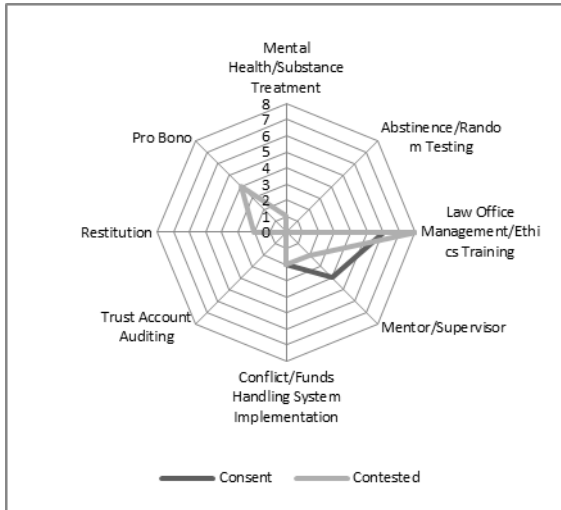 Mental
Health/Substance
Treatment
8
7
6
5
4
3
2
1
0
Abstinence/Rando
m Testing
Law Office
Management/Ethi
cs Training
Mentor/Supervisor
Conflict/Funds
Handling System
Implementation
Trust Account
Auditing
Restitution
Pro Bono
Consent
Contested